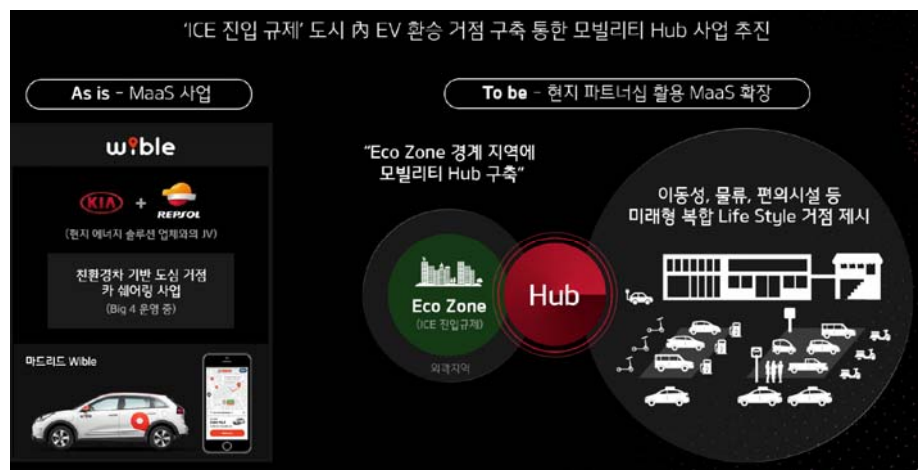 'ICE 진입 규제' 도시 內 EV 환승 거점 구축 통한 모빌리티 Hub 사업 추진
As is – MaaS 사업
wible
KIA + REPSOL
(현지 에너지 솔루션 업체와의 JV)
친환경차 기반 도심 거점
카 쉐어링 사업
(Big 4 운영 중)
마드리드 Wible
To be – 현지 파트너십 활용 MaaS 확장
"Eco Zone 경계 지역에
모빌리티 Hub 구축"
Eco Zone
(ICE 진입규제)
외곽지역
Hub
이동성, 물류, 편의시설 등
미래형 복합 Life Style 거점 제시